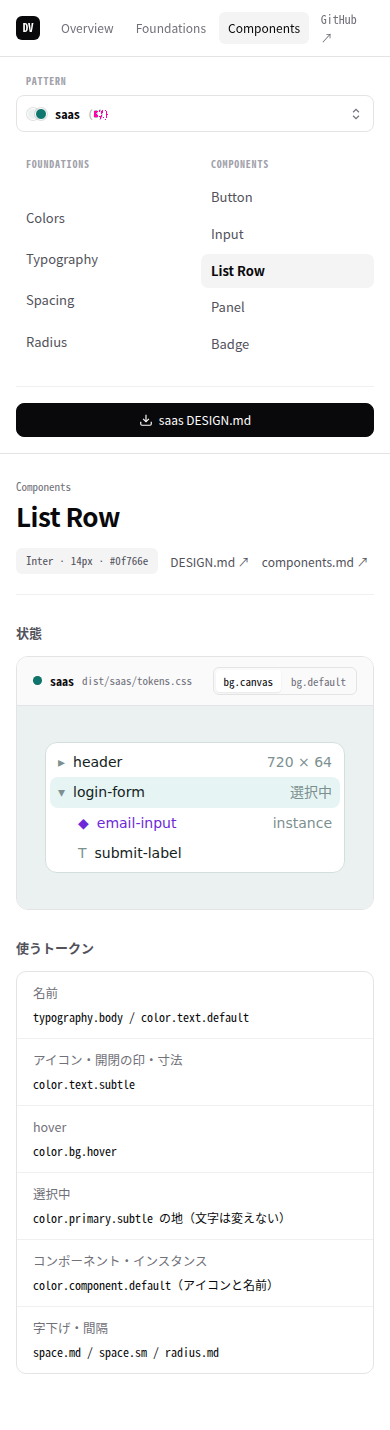 DV Overview Foundations Components GitHub ↗
PATTERN
saas
FOUNDATIONS
Colors
Typography
Spacing
Radius
COMPONENTS
Button
Input
List Row
Panel
Badge
saas DESIGN.md
Components
List Row
Inter · 14px · #0f766e DESIGN.md ↗ components.md ↗
状態
saas dist/saas/tokens.css bg.canvas bg.default
▸ header 720 × 64
▾ login-form 選択中
◆ email-input instance
T submit-label
使うトークン
名前
typography.body / color.text.default
アイコン・開閉の印・寸法
color.text.subtle
hover
color.bg.hover
選択中
color.primary.subtle の地（文字は変えない）
コンポーネント・インスタンス
color.component.default（アイコンと名前）
字下げ・間隔
space.md / space.sm / radius.md